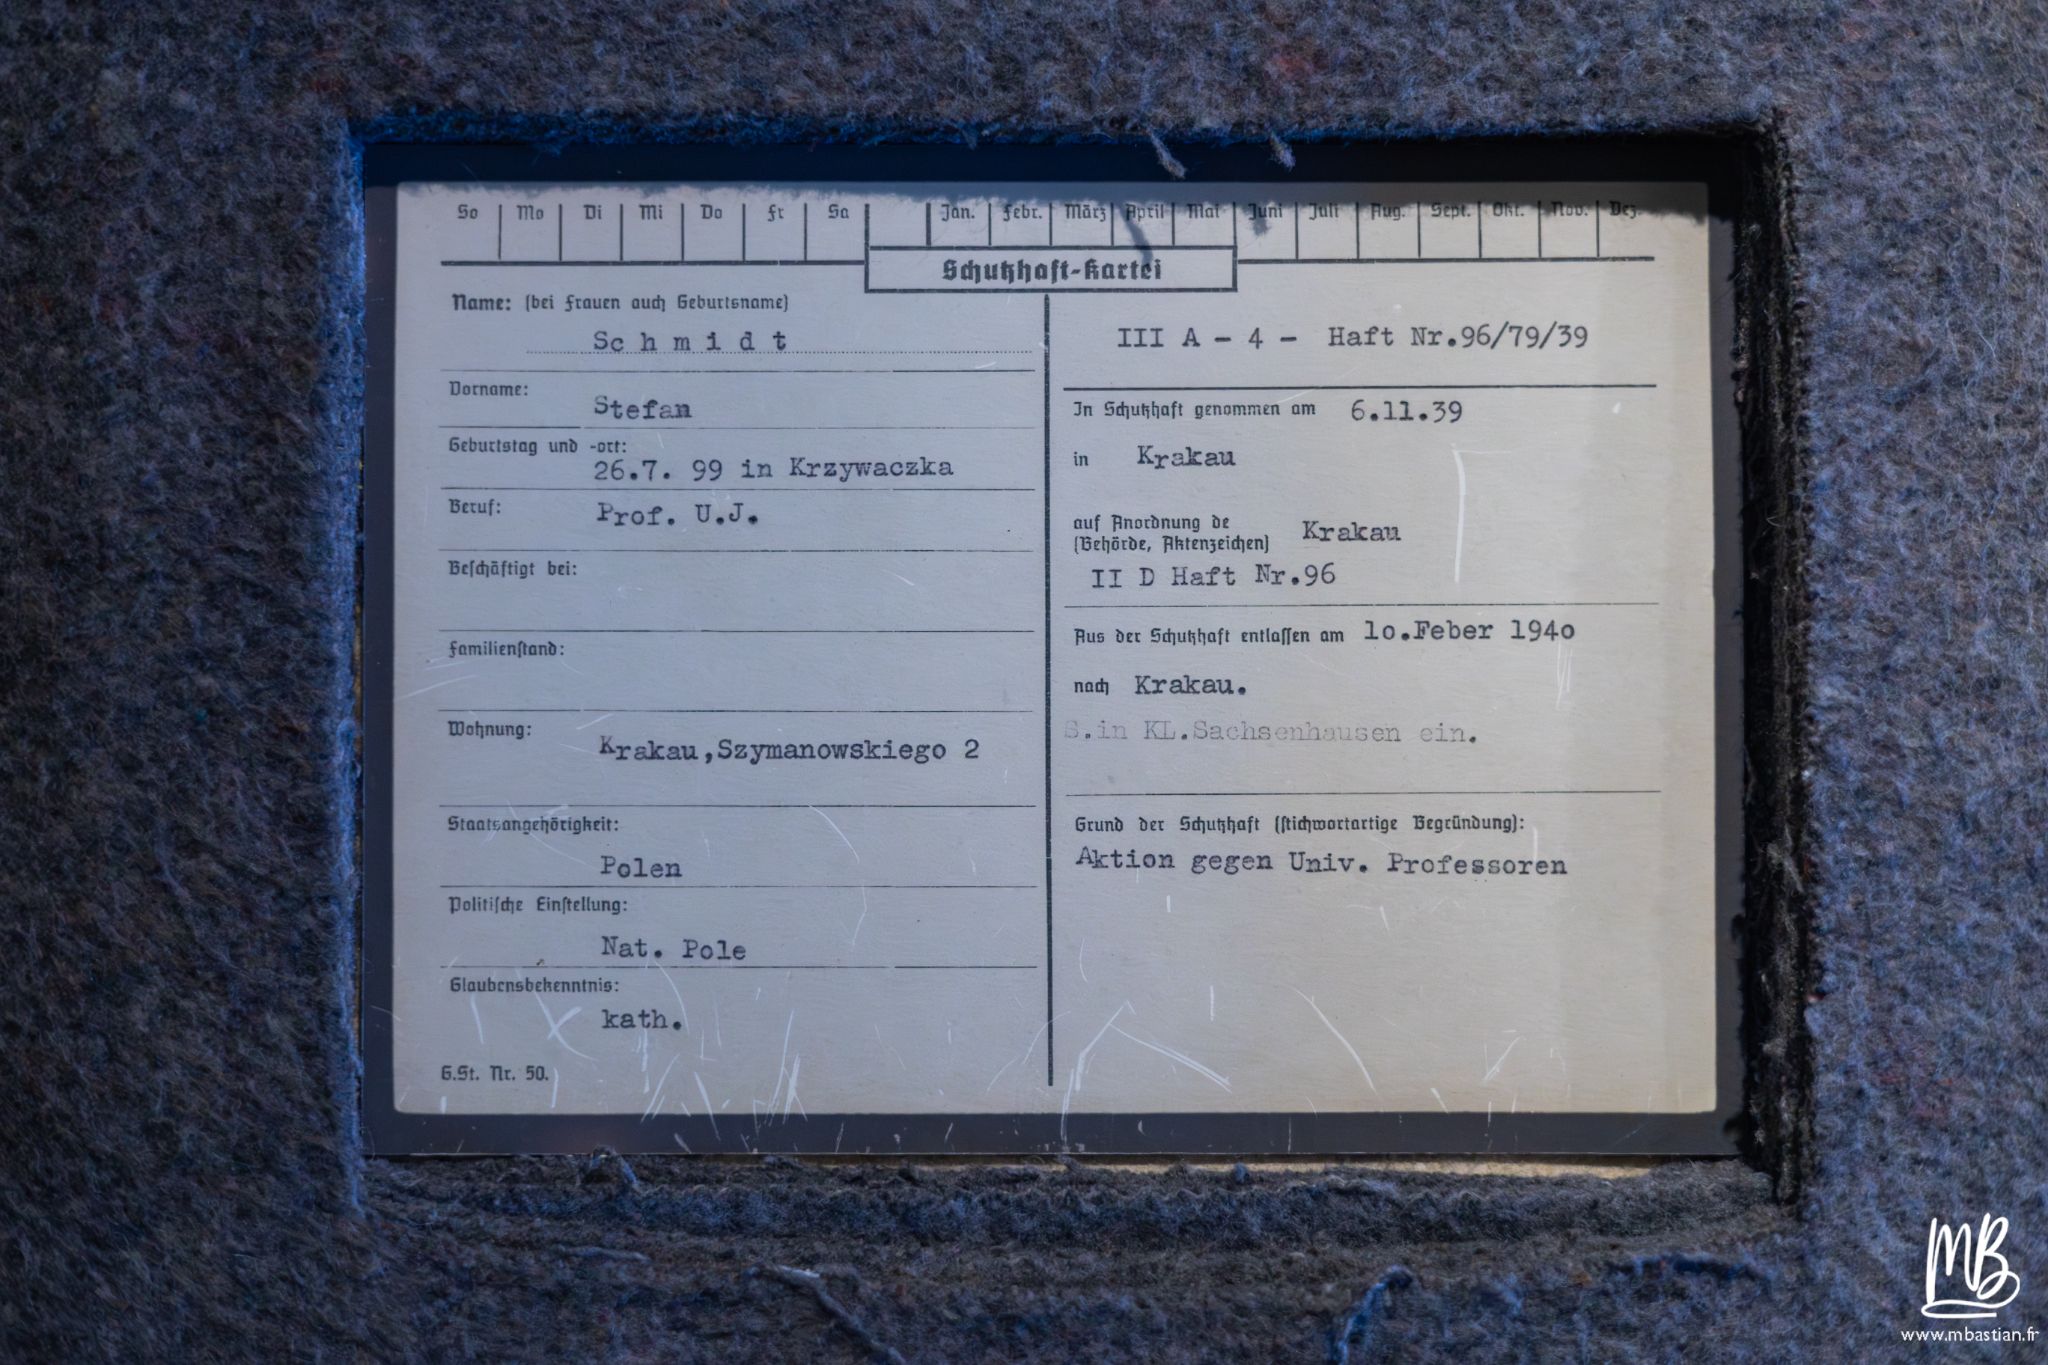 So Mo Di Mi Do Fr Sa Jan. Febr. März April Mai Juni Juli Aug. Sept. Okt. Nov. Dez.
Schutzhaft-Kartei
Name: (bei Frauen auch Geburtsname)
Schmidt
Vorname:
Stefan
Geburtstag und -ort:
26.7. 99 in Krzywaczka
Beruf:
Prof. U.J.
Beschäftigt bei:
Familienstand:
Wohnung:
Krakau,Szymanowskiego 2
Staatsangehörigkeit:
Polen
Politische Einstellung:
Nat. Pole
Glaubensbekenntnis:
kath.
G.St. Nr. 50.
III A - 4 - Haft Nr.96/79/39
In Schutzhaft genommen am 6.11.39
in Krakau
auf Anordnung de
(Behörde, Aktenzeichen) Krakau
II D Haft Nr.96
Aus der Schutzhaft entlassen am 1o.Feber 194o
nach Krakau.
S.in KL.Sachsenhausen ein.
Grund der Schutzhaft (stichwortartige Begründung):
Aktion gegen Univ. Professoren
MB
www.mbastian.fr